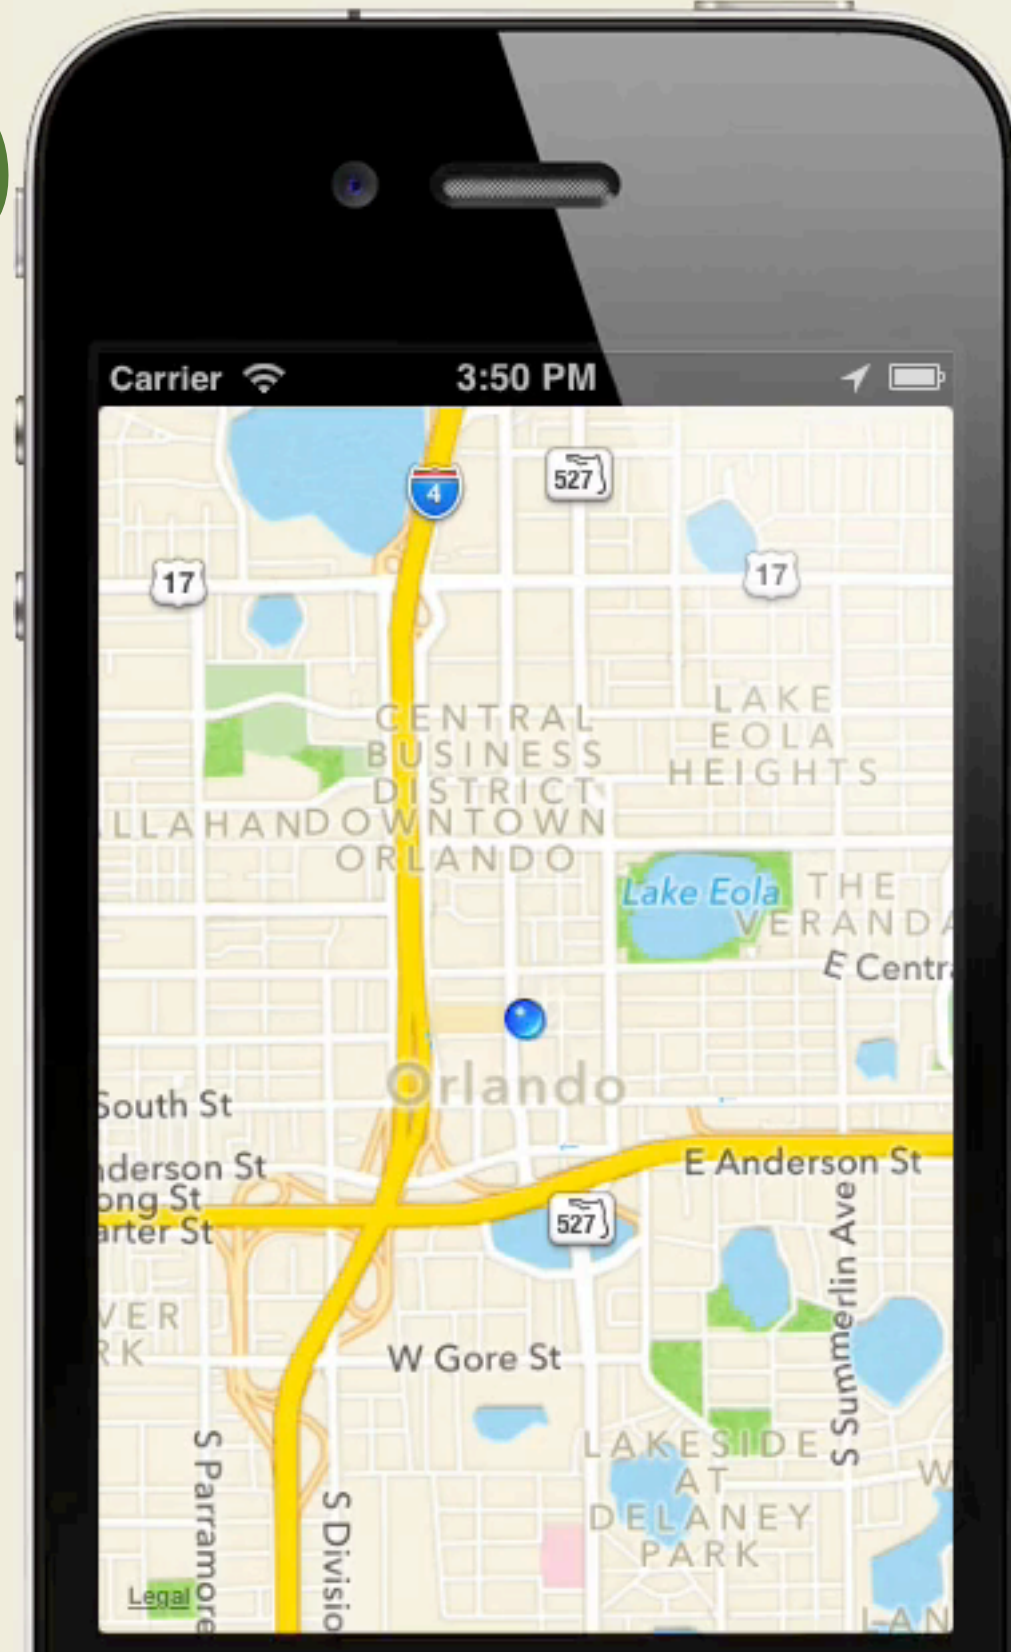 Carrier
3:50 PM
4
527
17
17
CENTRAL
BUSINESS
DISTRICT
LAKE
EOLA
HEIGHTS
LLAHAN
DOWNTOWN
ORLANDO
Lake Eola
THE
VERANDA
E Centr
Orlando
South St
nderson St
ong St
arter St
E Anderson St
527
VER
RK
W Gore St
S Summerlin Ave
LAKESIDE
AT
DELANEY
PARK
W
S Parramore
S Divisio
Legal
LAN